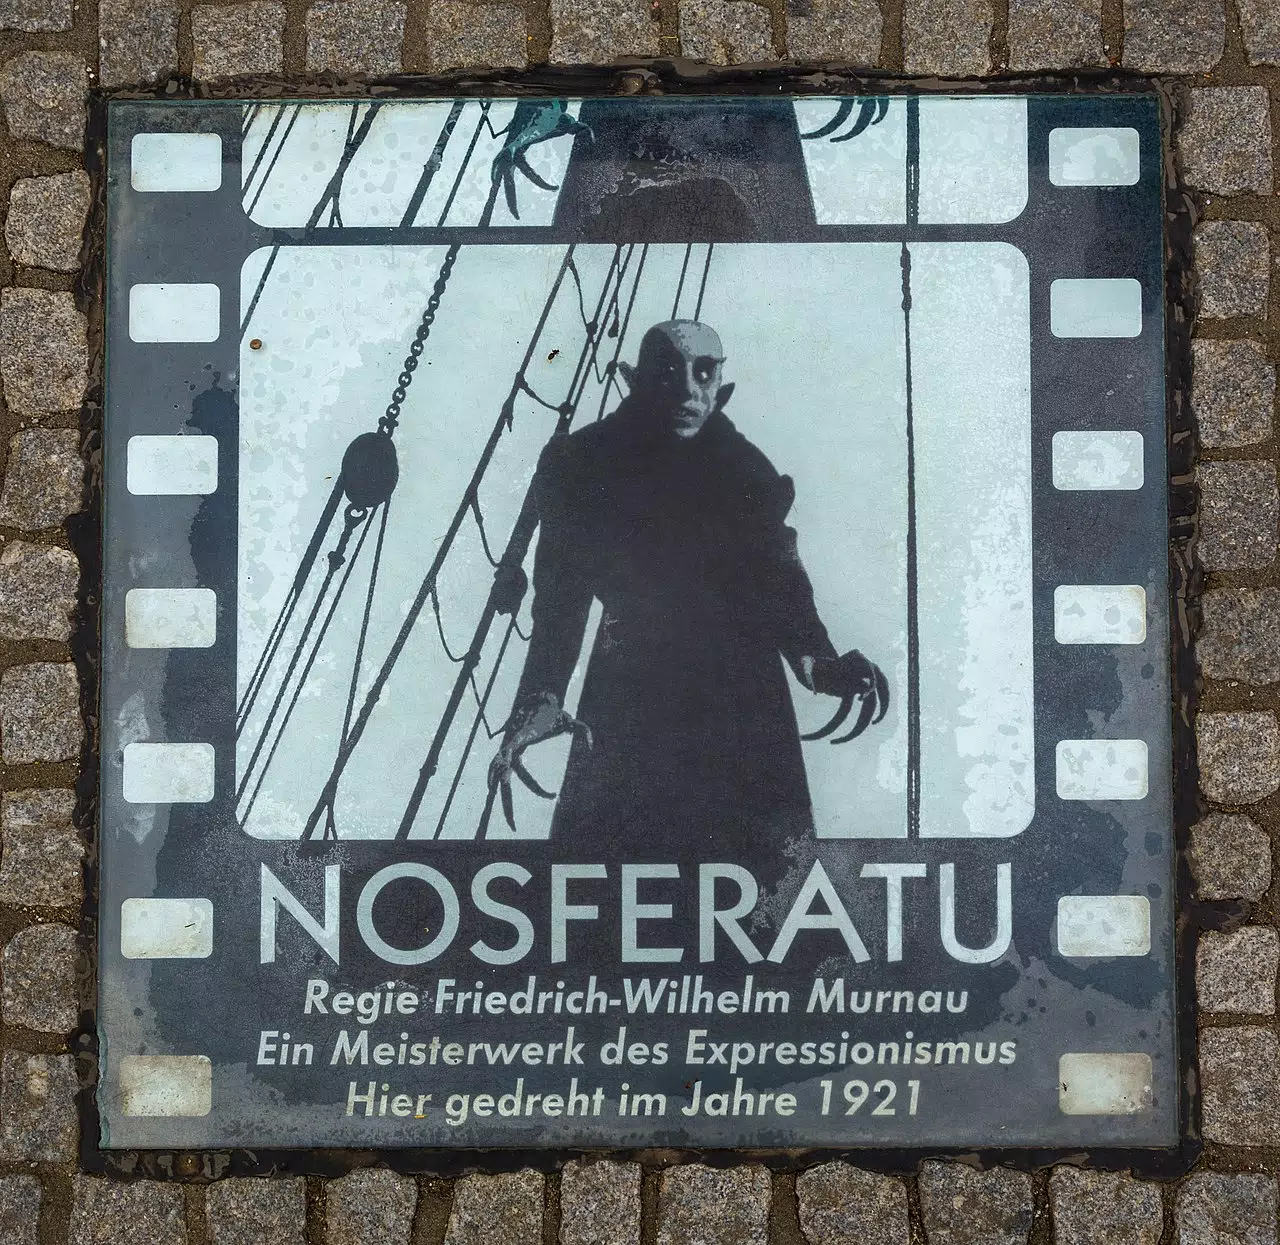 NOSFERATU
Regie Friedrich-Wilhelm Murnau
Ein Meisterwerk des Expressionismus
Hier gedreht im Jahre 1921